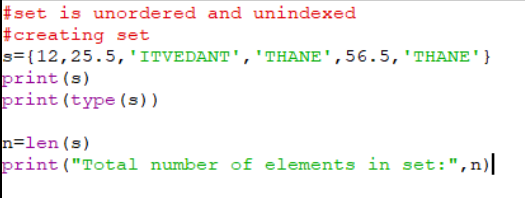 #set is unordered and unindexed
#creating set
s={12,25.5,'ITVEDANT','THANE',56.5,'THANE'}
print(s)
print(type(s))
n=len(s)
print("Total number of elements in set:",n)